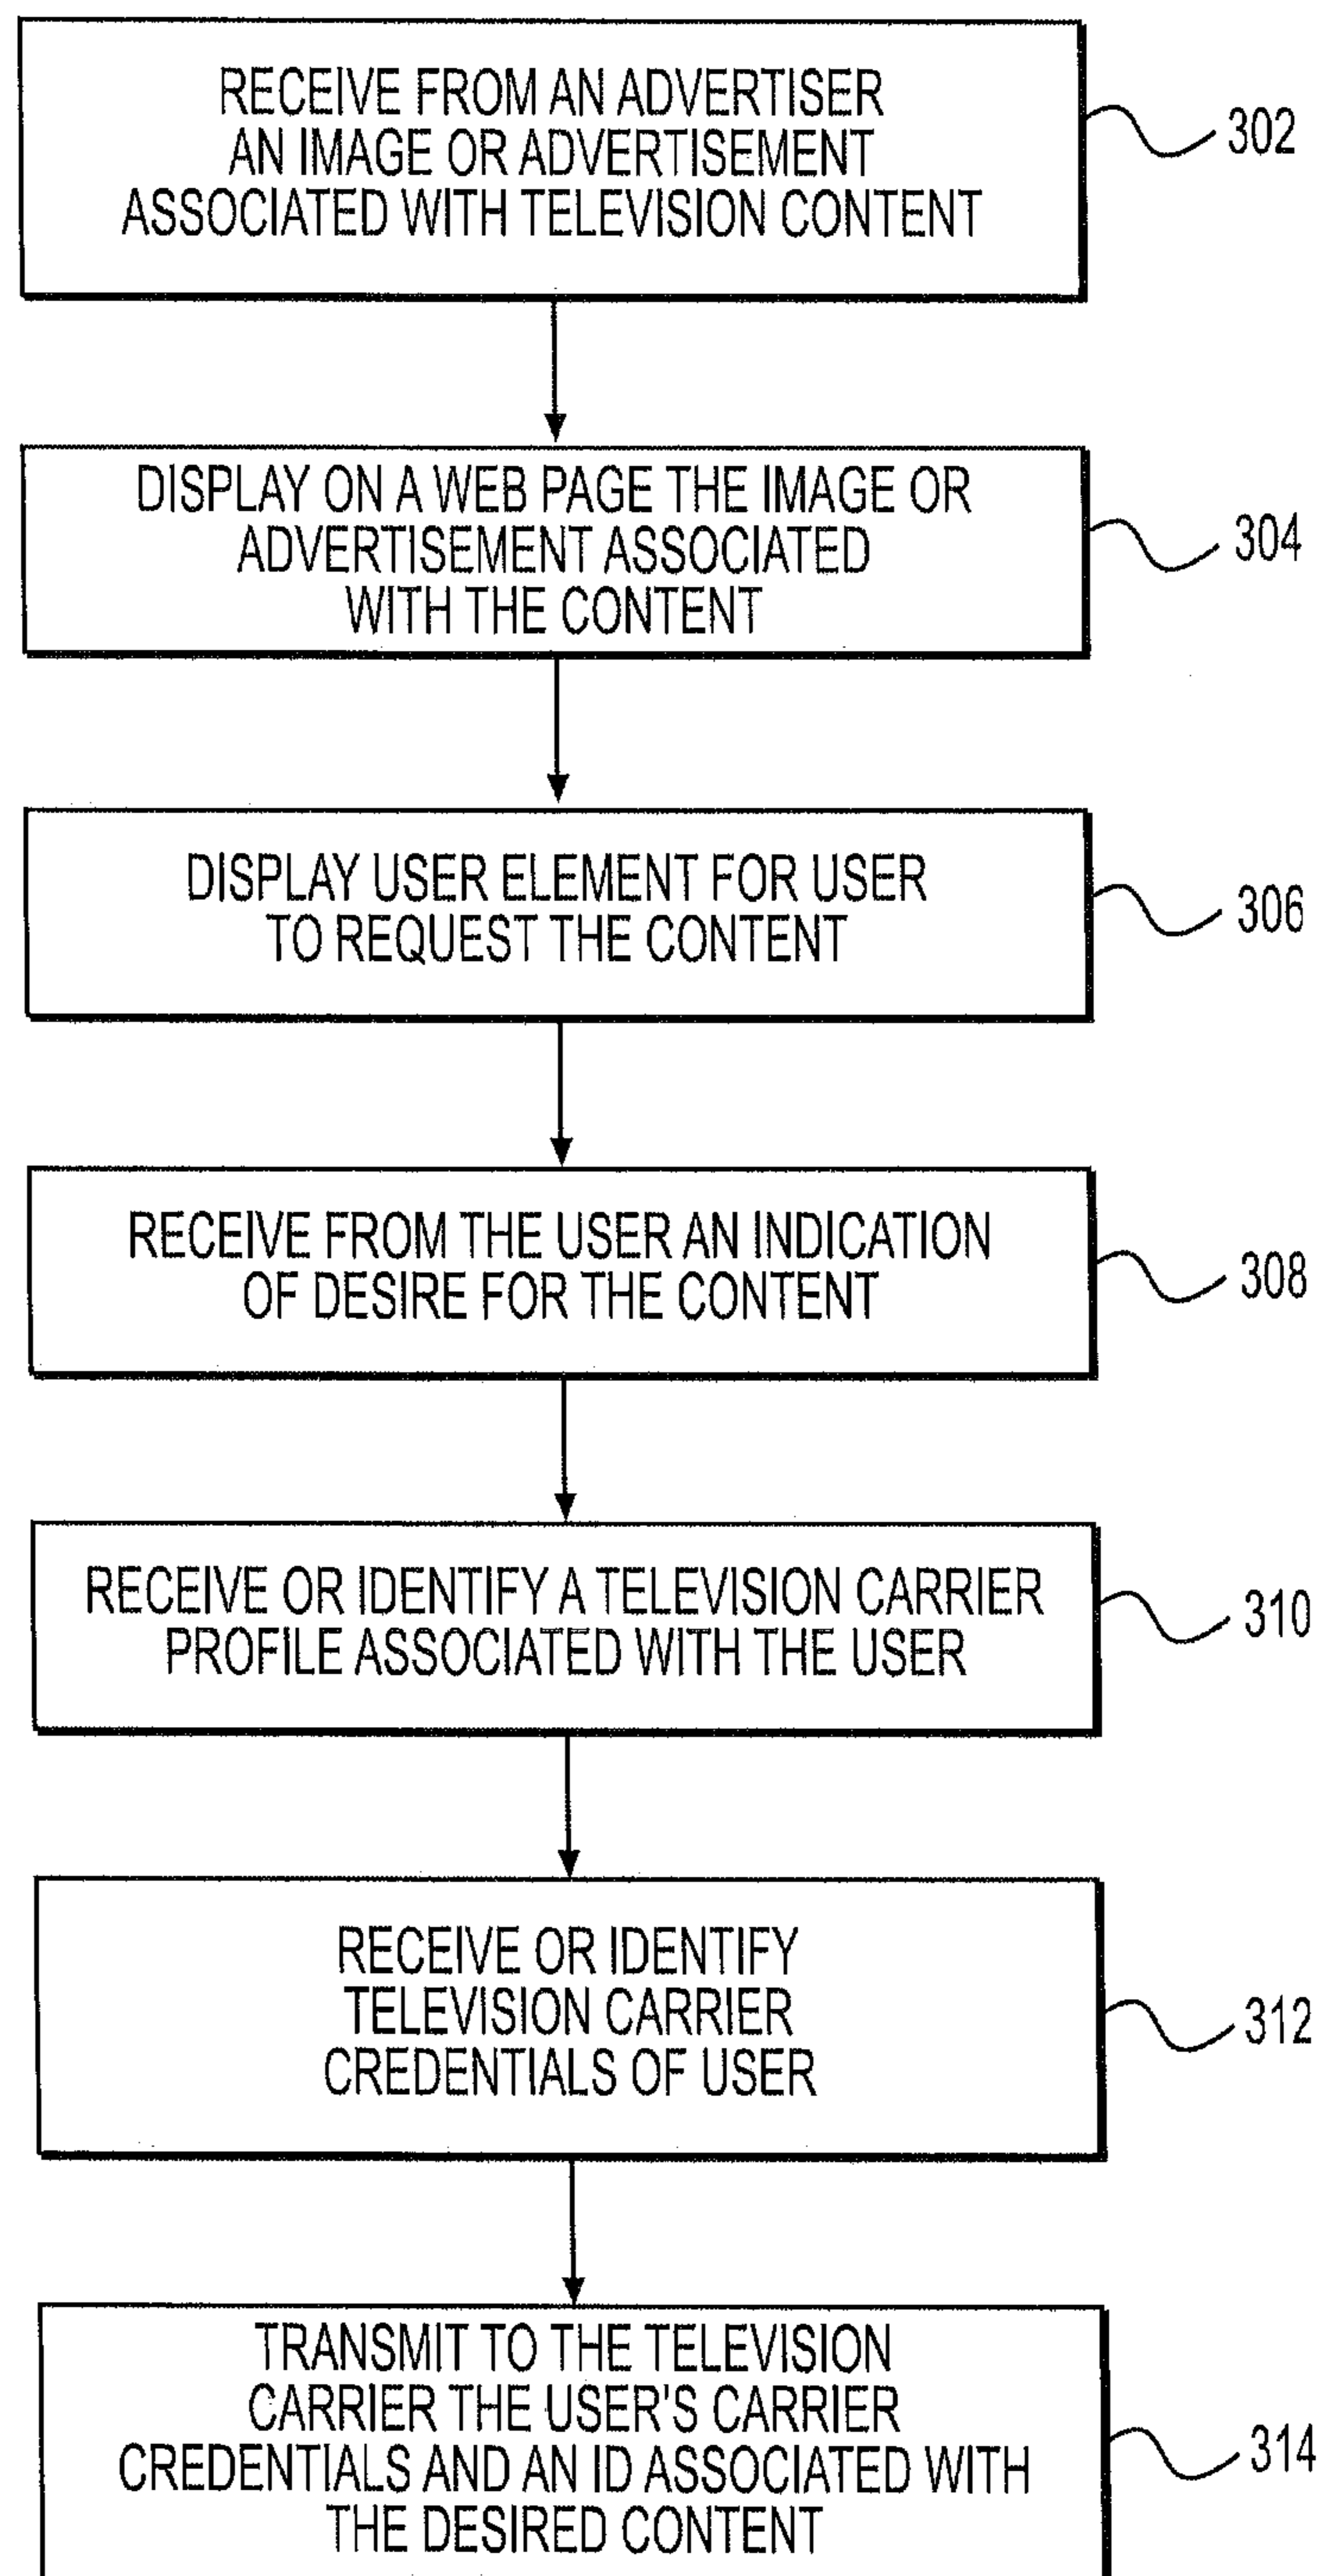 RECEIVE FROM AN ADVERTISER
AN IMAGE OR ADVERTISEMENT
ASSOCIATED WITH TELEVISION CONTENT
302
DISPLAY ON A WEB PAGE THE IMAGE OR
ADVERTISEMENT ASSOCIATED
WITH THE CONTENT
304
DISPLAY USER ELEMENT FOR USER
TO REQUEST THE CONTENT
306
RECEIVE FROM THE USER AN INDICATION
OF DESIRE FOR THE CONTENT
308
RECEIVE OR IDENTIFY A TELEVISION CARRIER
PROFILE ASSOCIATED WITH THE USER
310
RECEIVE OR IDENTIFY
TELEVISION CARRIER
CREDENTIALS OF USER
312
TRANSMIT TO THE TELEVISION
CARRIER THE USER'S CARRIER
CREDENTIALS AND AN ID ASSOCIATED WITH
THE DESIRED CONTENT
314